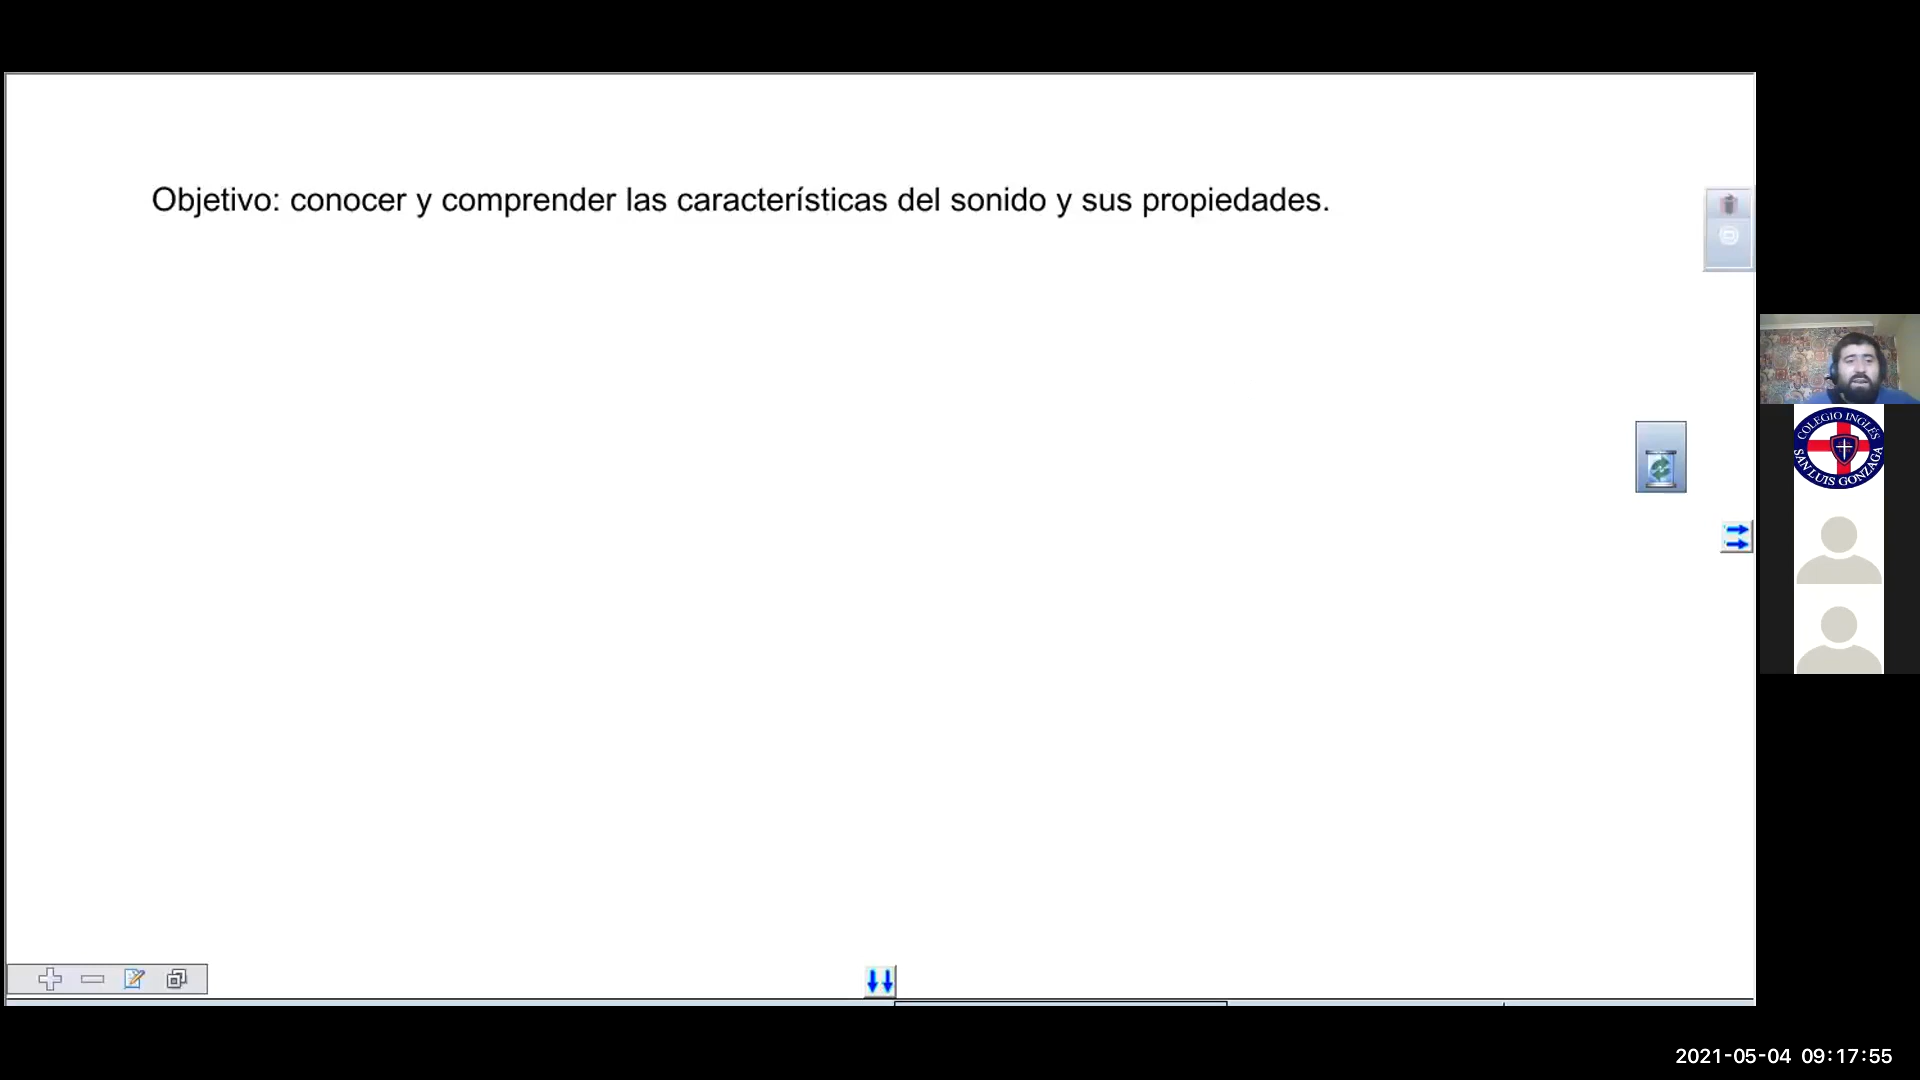 Objetivo: conocer y comprender las características del sonido y sus propiedades.
COLEGIO INGLÉS
SAN LUIS GONZAGA
2021-05-04 09:17:55